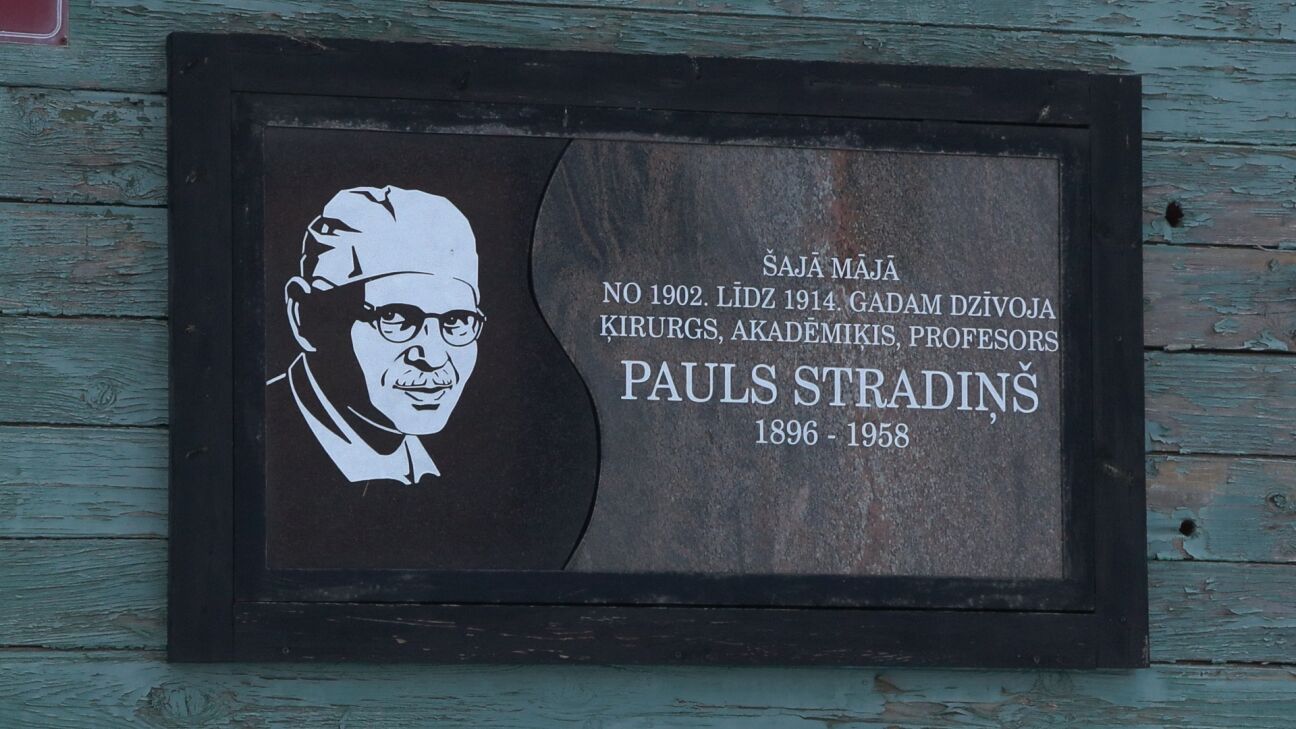 ŠAJĀ MĀJĀ
NO 1902. LĪDZ 1914. GADAM DZĪVOJA
ĶIRURGS, AKADĒMIĶIS, PROFESORS
PAULS STRADIŅŠ
1896 - 1958